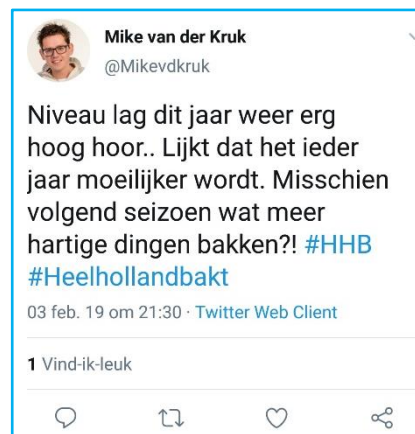 Mike van der Kruk
@Mikevdkruk
Niveau lag dit jaar weer erg
hoog hoor.. Lijkt dat het ieder
jaar moeilijker wordt. Misschien
volgend seizoen wat meer
hartige dingen bakken?! #HHB
#Heelhollandbakt
03 feb. 19 om 21:30 · Twitter Web Client
1 Vind-ik-leuk